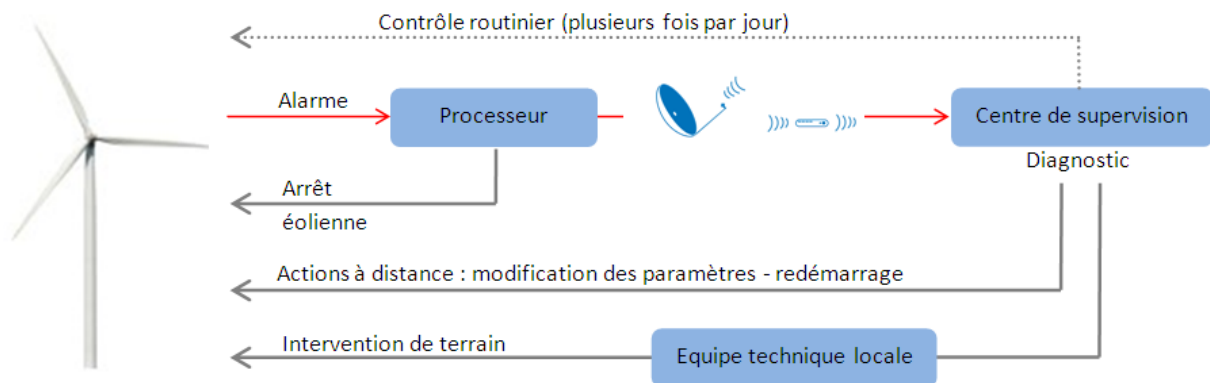 Contrôle routinier (plusieurs fois par jour)
Alarme
Processeur
Centre de supervision
Diagnostic
Arrêt
éolienne
Actions à distance : modification des paramètres - redémarrage
Intervention de terrain
Equipe technique locale